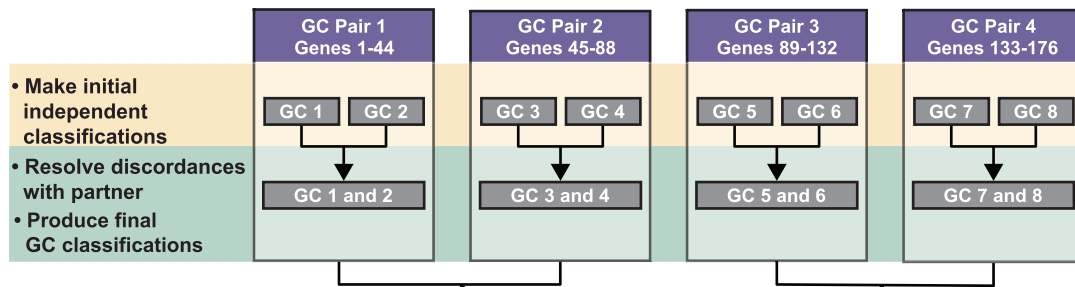 GC Pair 1
Genes 1-44
GC Pair 2
Genes 45-88
GC Pair 3
Genes 89-132
GC Pair 4
Genes 133-176
• Make initial
independent
classifications
GC 1
GC 2
GC 3
GC 4
GC 5
GC 6
GC 7
GC 8
• Resolve discordances
with partner
• Produce final
GC classifications
GC 1 and 2
GC 3 and 4
GC 5 and 6
GC 7 and 8